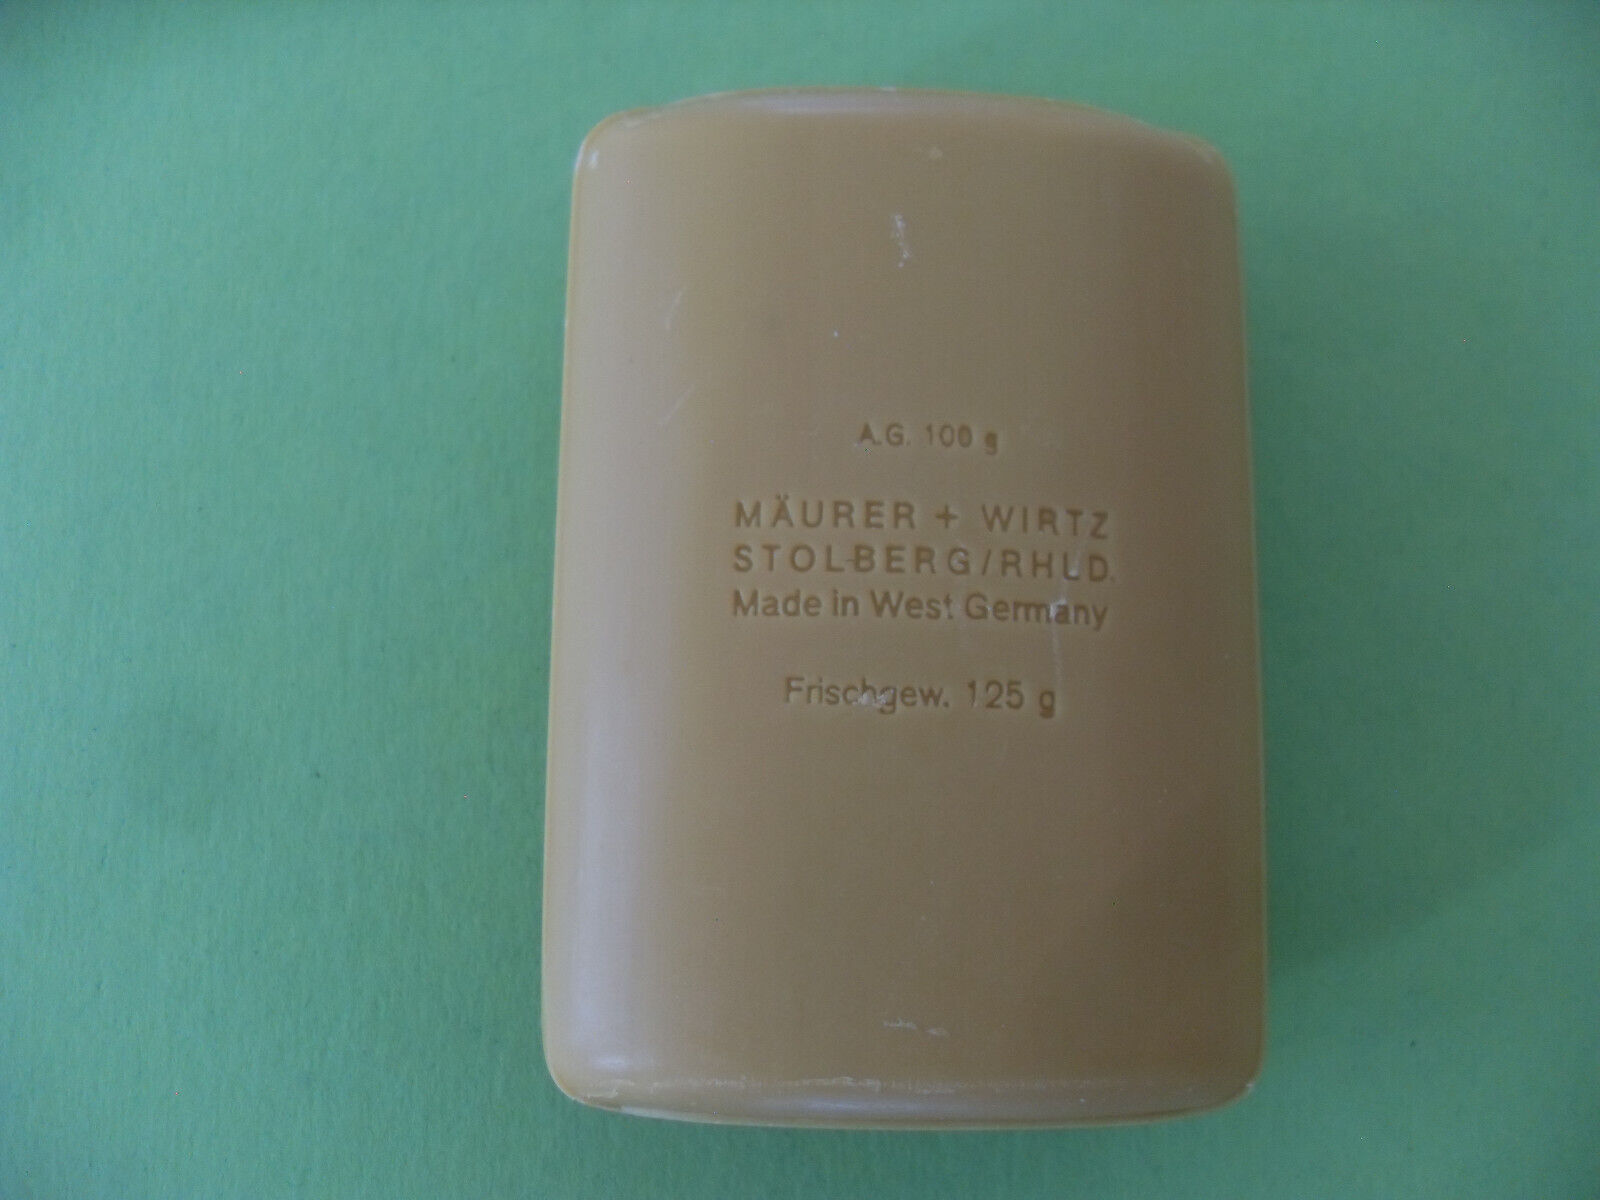 A.G. 100 g
MÄURER + WIRTZ
STOLBERG/RHLD.
Made in West Germany
Frischgew. 125 g